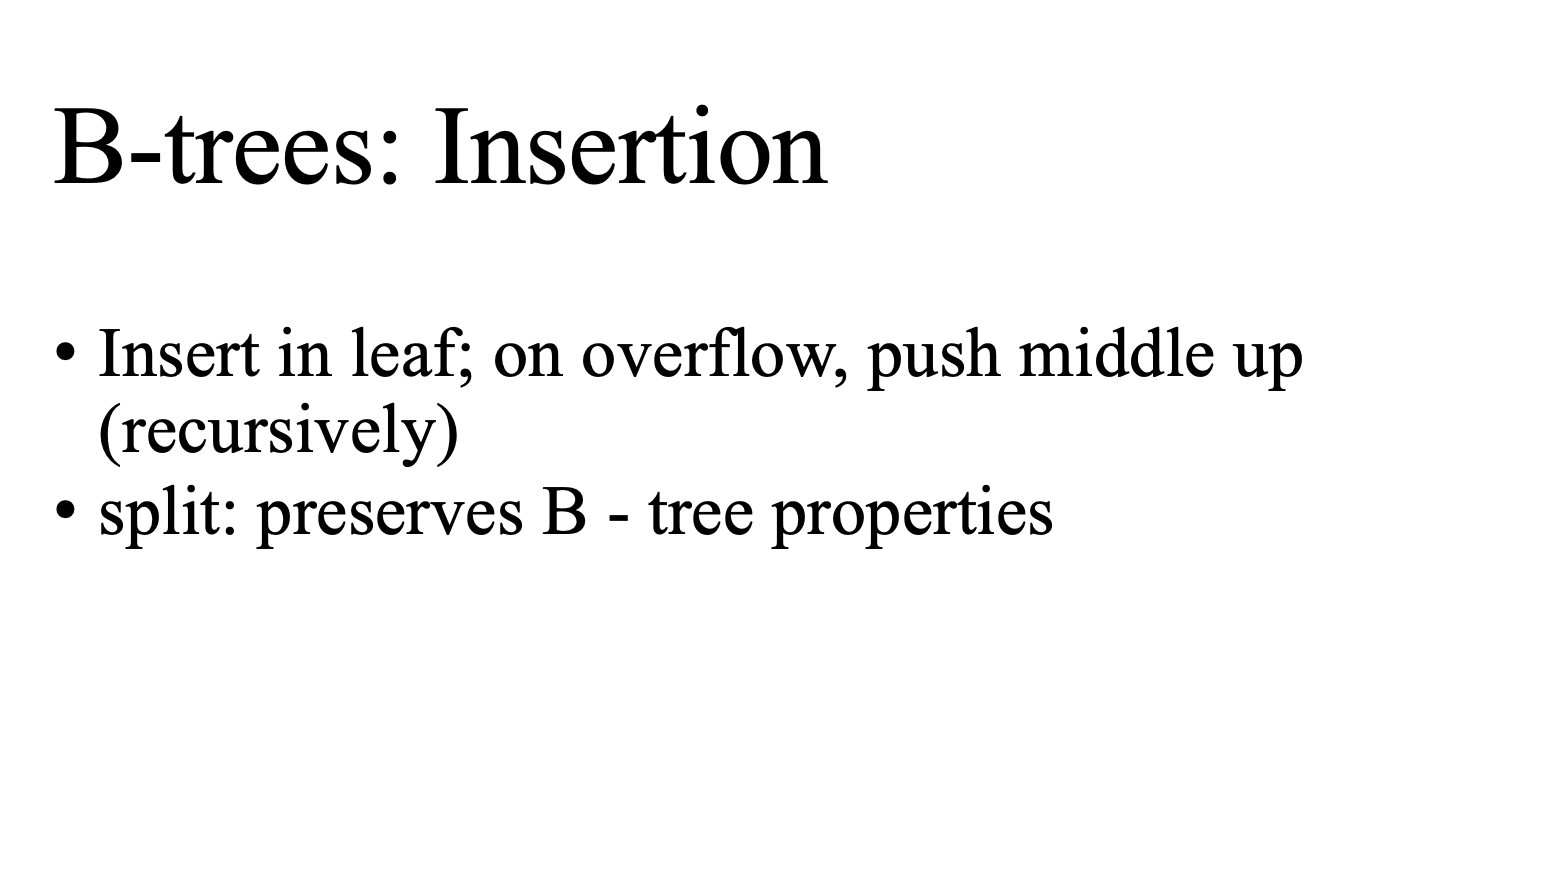 B-trees: Insertion
• Insert in leaf; on overflow, push middle up
(recursively)
• split: preserves B - tree properties